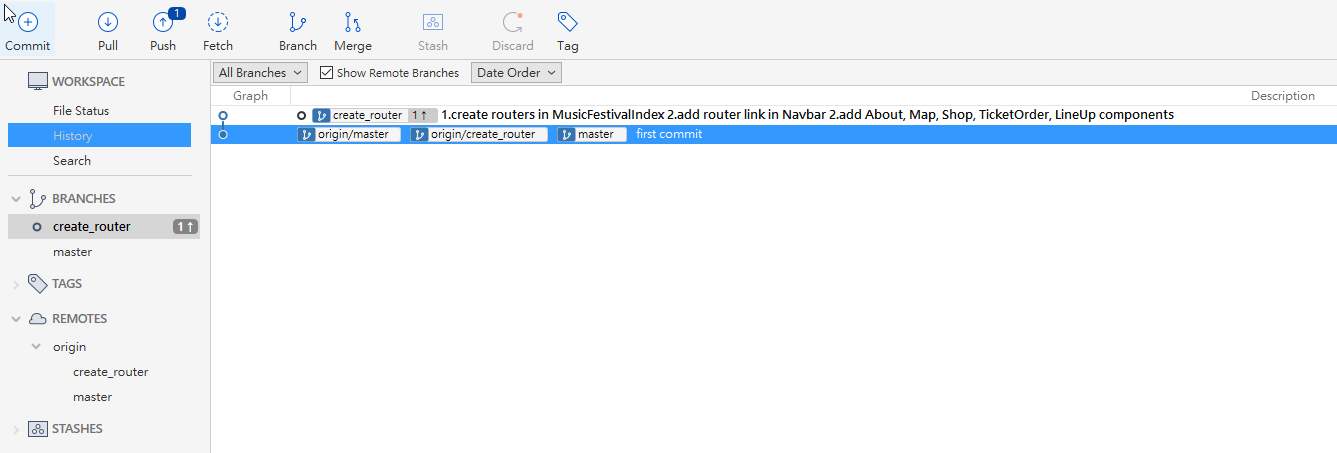 1
Commit Pull Push Fetch Branch Merge Stash Discard Tag
WORKSPACE
File Status
History
Search
BRANCHES
create_router 1↑
master
TAGS
REMOTES
origin
create_router
master
STASHES
All Branches Show Remote Branches Date Order
Graph Description
create_router 1↑ 1.create routers in MusicFestivalIndex 2.add router link in Navbar 2.add About, Map, Shop, TicketOrder, LineUp components
origin/master origin/create_router master first commit